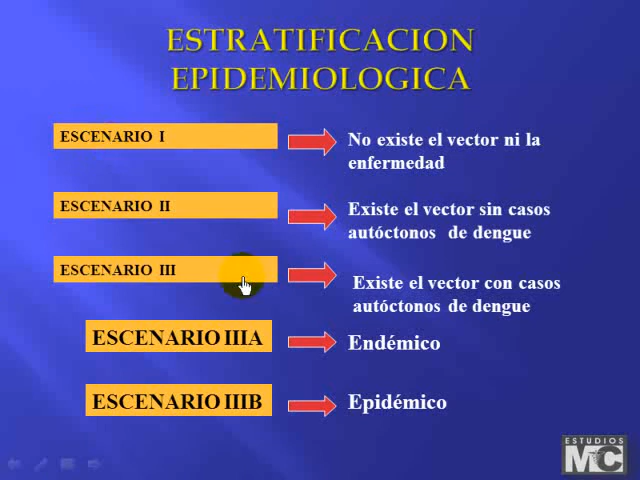 ESTRATIFICACION
EPIDEMIOLOGICA
ESCENARIO I
No existe el vector ni la
enfermedad
ESCENARIO II
Existe el vector sin casos
autóctonos de dengue
ESCENARIO III
Existe el vector con casos
autóctonos de dengue
ESCENARIO IIIA
Endémico
ESCENARIO IIIB
Epidémico
ESTUDIOS
MC